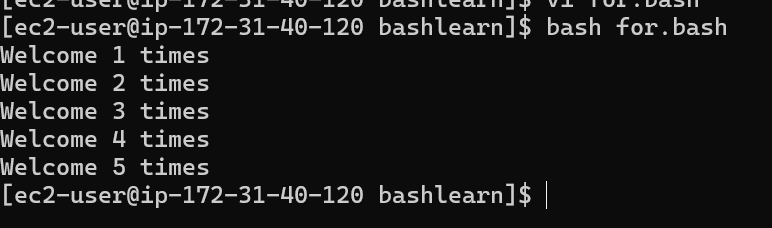 [ec2-user@ip-172-31-40-120 bashlearn]$ vi for.bash
[ec2-user@ip-172-31-40-120 bashlearn]$ bash for.bash
Welcome 1 times
Welcome 2 times
Welcome 3 times
Welcome 4 times
Welcome 5 times
[ec2-user@ip-172-31-40-120 bashlearn]$